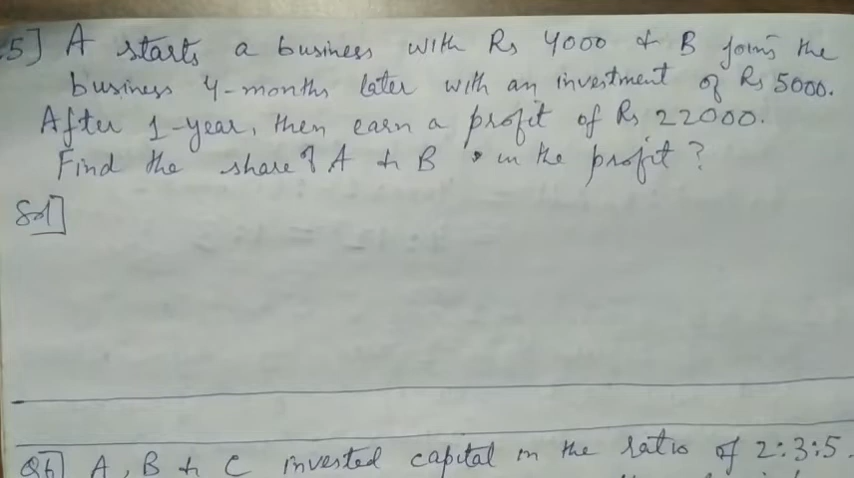 5] A starts a business with Rs 4000 & B joins the
business 4-months later with an investment of Rs 5000.
After 1-year, then earn a profit of Rs 22000.
Find the share of A & B in the profit?
Sol]
Q6] A, B & C invested capital in the ratio of 2:3:5.